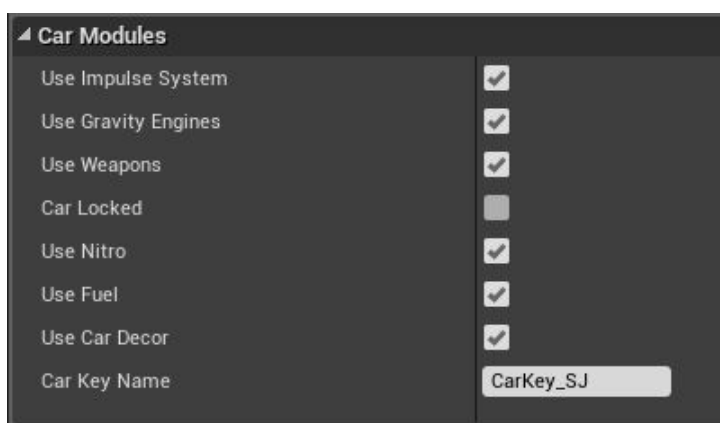 Car Modules
Use Impulse System
Use Gravity Engines
Use Weapons
Car Locked
Use Nitro
Use Fuel
Use Car Decor
Car Key Name CarKey_SJ